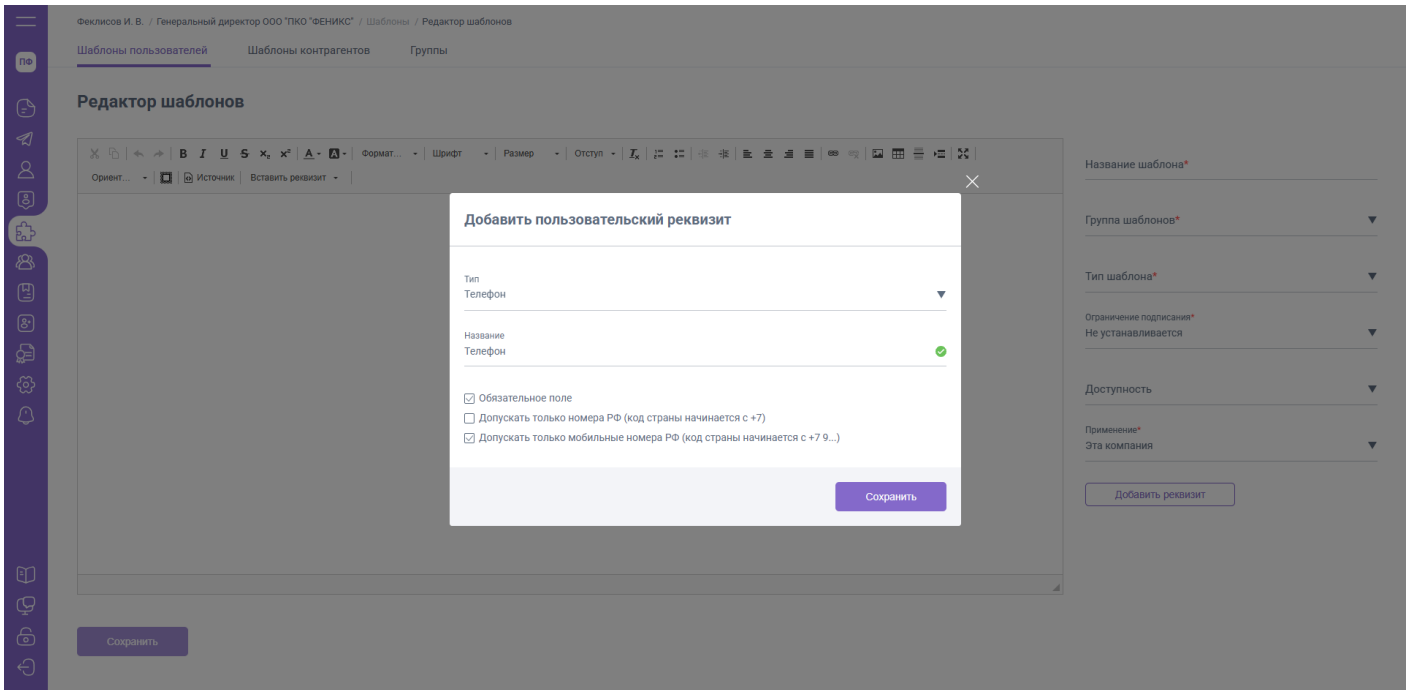 Феклисов И. В. / Генеральный директор ООО "ПКО "ФЕНИКС" / Шаблоны / Редактор шаблонов
Шаблоны пользователей Шаблоны контрагентов Группы
ПФ
Редактор шаблонов
B I U S x₂ x² A A Формат... Шрифт Размер Отступ Iₓ
Ориент... Источник Вставить реквизит
Название шаблона*
Группа шаблонов*
Тип шаблона*
Ограничение подписания*
Не устанавливается
Доступность
Применение*
Эта компания
Добавить реквизит
Добавить пользовательский реквизит
Тип
Телефон
Название
Телефон
Обязательное поле
Допускать только номера РФ (код страны начинается с +7)
Допускать только мобильные номера РФ (код страны начинается с +7 9...)
Сохранить
Сохранить